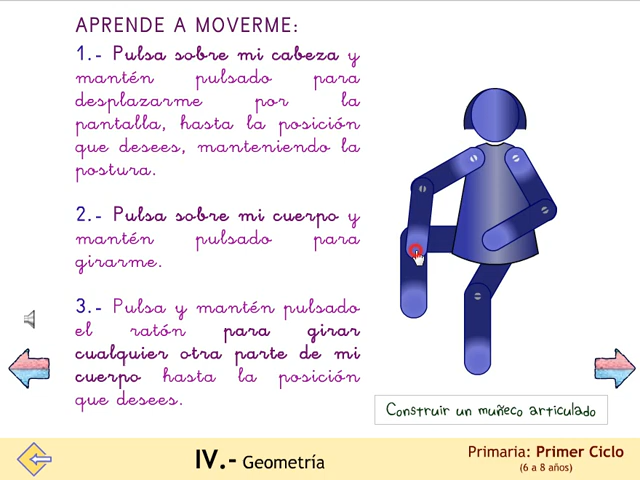 APRENDE A MOVERME:
1.- Pulsa sobre mi cabeza y
mantén pulsado para
desplazarme por la
pantalla, hasta la posición
que desees, manteniendo la
postura.
2.- Pulsa sobre mi cuerpo y
mantén pulsado para
girarme.
3.- Pulsa y mantén pulsado
el ratón para girar
cualquier otra parte de mi
cuerpo hasta la posición
que desees.
Construir un muñeco articulado
IV.- Geometría
Primaria: Primer Ciclo
(6 a 8 años)